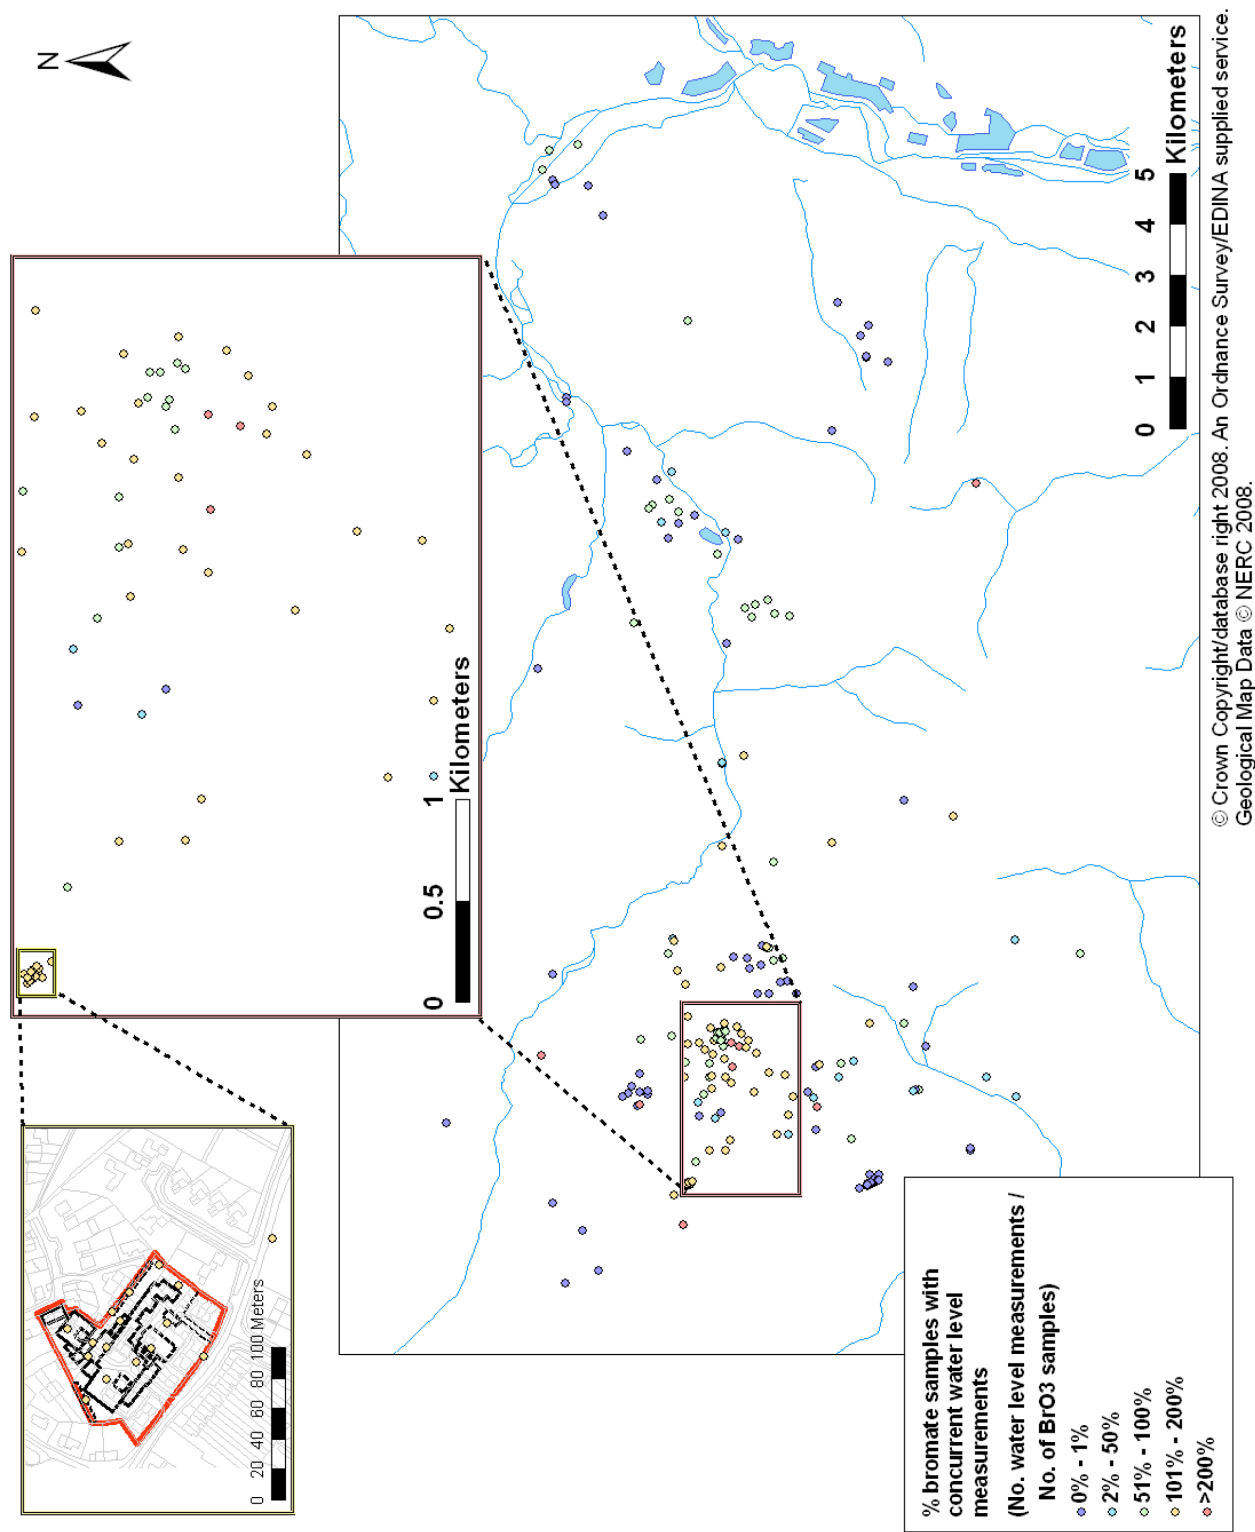 N
0 20 40 60 80 100 Meters
0 0.5 1
Kilometers
0 1 2 3 4 5
Kilometers
% bromate samples with
concurrent water level
measurements
(No. water level measurements /
No. of BrO3 samples)
0% - 1%
2% - 50%
51% - 100%
101% - 200%
>200%
© Crown Copyright/database right 2008. An Ordnance Survey/EDINA supplied service.
Geological Map Data © NERC 2008.